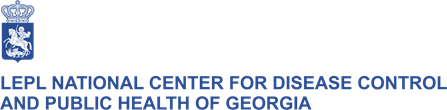 LEPL NATIONAL CENTER FOR DISEASE CONTROL
AND PUBLIC HEALTH OF GEORGIA